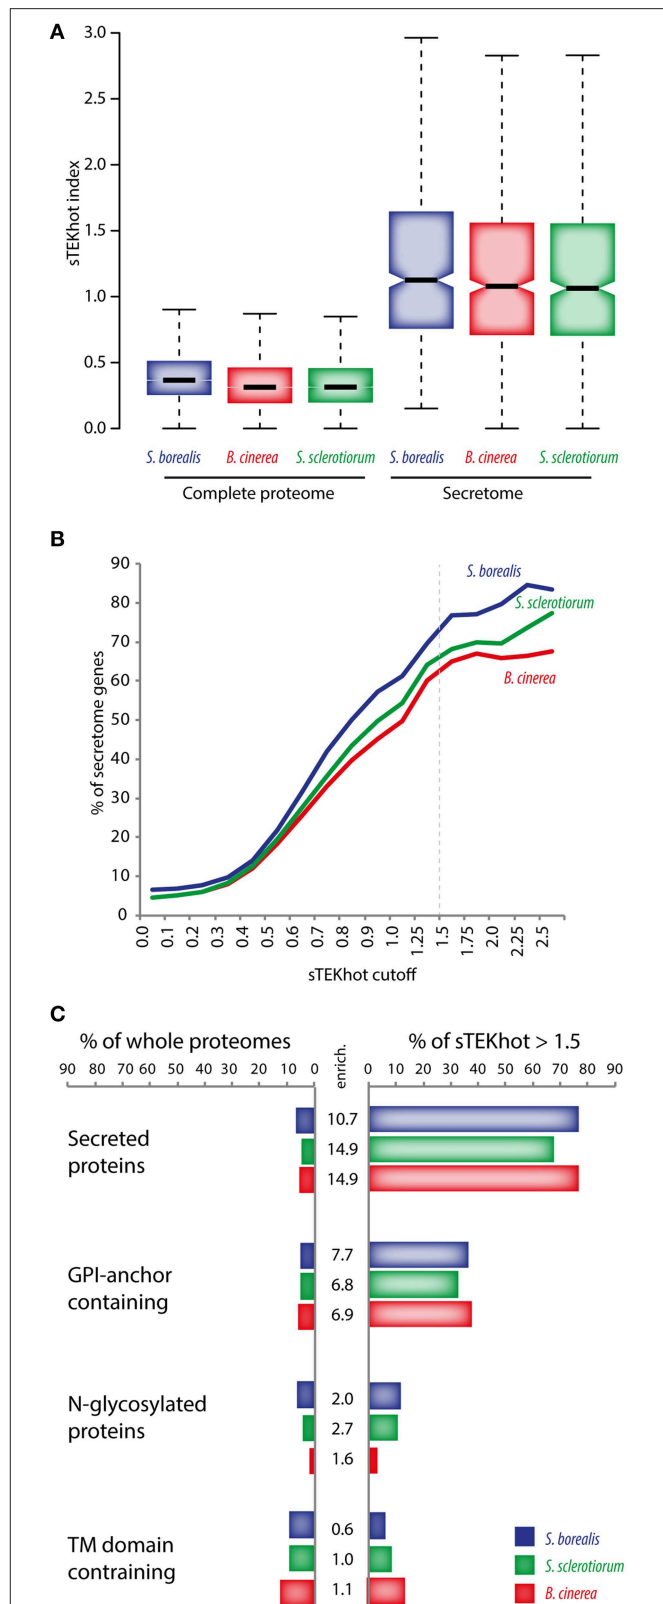 A
3.0
2.5
2.0
1.5
1.0
0.5
0.0
sTEKhot index
S. borealis B. cinerea S. sclerotiorum S. borealis B. cinerea S. sclerotiorum
Complete proteome Secretome
B
90
80
70
60
50
40
30
20
10
0
% of secretome genes
S. borealis
S. sclerotiorum
B. cinerea
0.0 0.1 0.2 0.3 0.4 0.5 0.6 0.7 0.8 0.9 1.0 1.25 1.5 1.75 2.0 2.25 2.5
sTEKhot cutoff
C
% of whole proteomes enrich. % of sTEKhot > 1.5
90 80 70 60 50 40 30 20 10 0 0 10 20 30 40 50 60 70 80 90
Secreted
proteins
10.7
14.9
14.9
GPI-anchor
containing
7.7
6.8
6.9
N-glycosylated
proteins
2.0
2.7
1.6
TM domain
contraining
0.6
1.0
1.1
S. borealis
S. sclerotiorum
B. cinerea